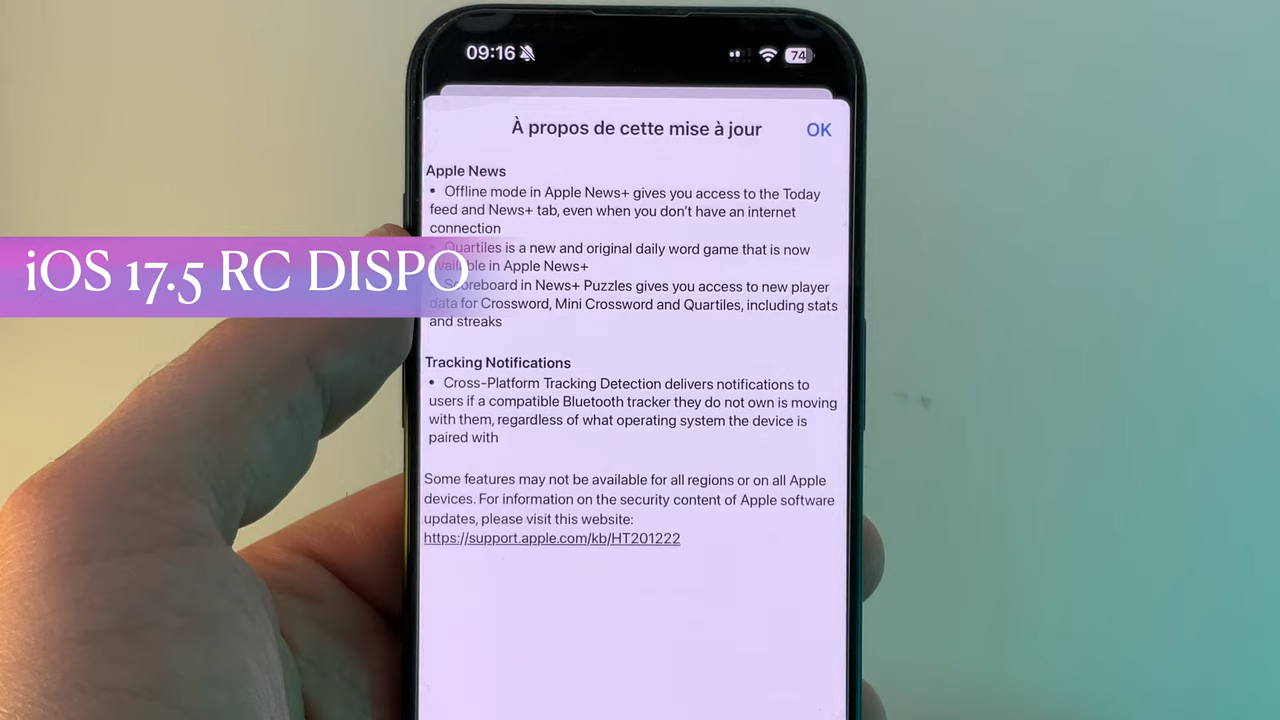 09:16
74
À propos de cette mise à jour
OK
Apple News
• Offline mode in Apple News+ gives you access to the Today
feed and News+ tab, even when you don't have an internet
connection
• Quartiles is a new and original daily word game that is now
available in Apple News+
• Scoreboard in News+ Puzzles gives you access to new player
data for Crossword, Mini Crossword and Quartiles, including stats
and streaks
iOS 17.5 RC DISPO
Tracking Notifications
• Cross-Platform Tracking Detection delivers notifications to
users if a compatible Bluetooth tracker they do not own is moving
with them, regardless of what operating system the device is
paired with
Some features may not be available for all regions or on all Apple
devices. For information on the security content of Apple software
updates, please visit this website:
https://support.apple.com/kb/HT201222